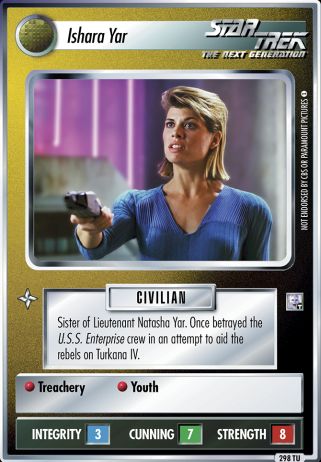 Ishara Yar
STAR TREK
THE NEXT GENERATION
NOT ENDORSED BY CBS OR PARAMOUNT PICTURES
CIVILIAN
Sister of Lieutenant Natasha Yar. Once betrayed the
U.S.S. Enterprise crew in an attempt to aid the
rebels on Turkana IV.
Treachery Youth
INTEGRITY 3 CUNNING 7 STRENGTH 8
298 TU